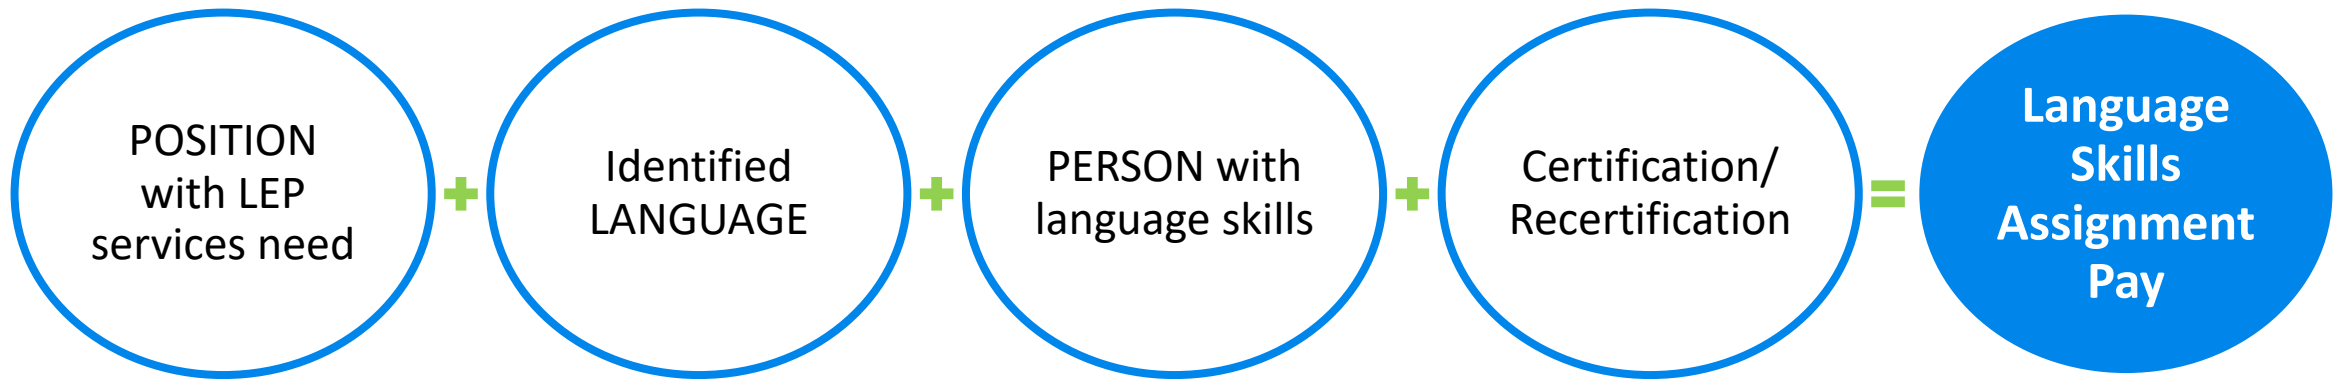 POSITION
with LEP
services need
Identified
LANGUAGE
PERSON with
language skills
Certification/
Recertification
Language
Skills
Assignment
Pay